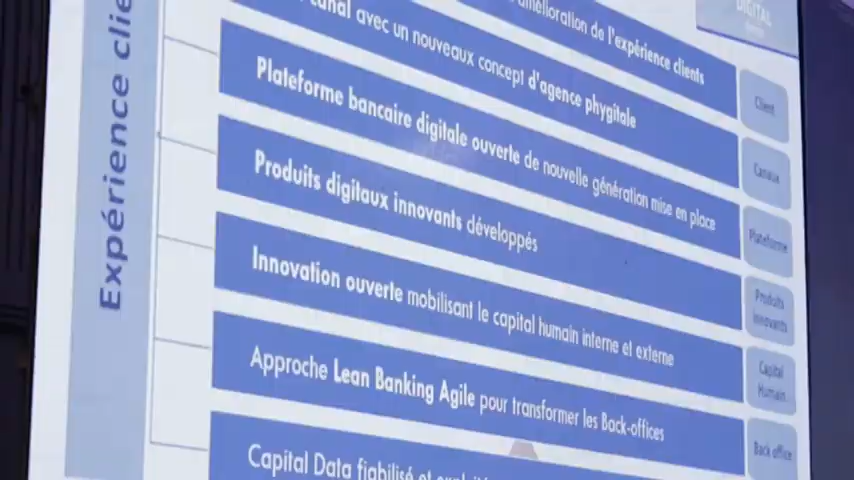 DIGITAL
Expérience
amélioration de l'expérience clients
Client
canal avec un nouveaux concept d'agence phygitale
Canaux
Plateforme bancaire digitale ouverte de nouvelle génération mise en place
Plateforme
Produits digitaux innovants développés
Produits
innovants
Innovation ouverte mobilisant le capital humain interne et externe
Capital
Humain
Approche Lean Banking Agile pour transformer les Back-offices
Back office
Capital Data fiabilisé et